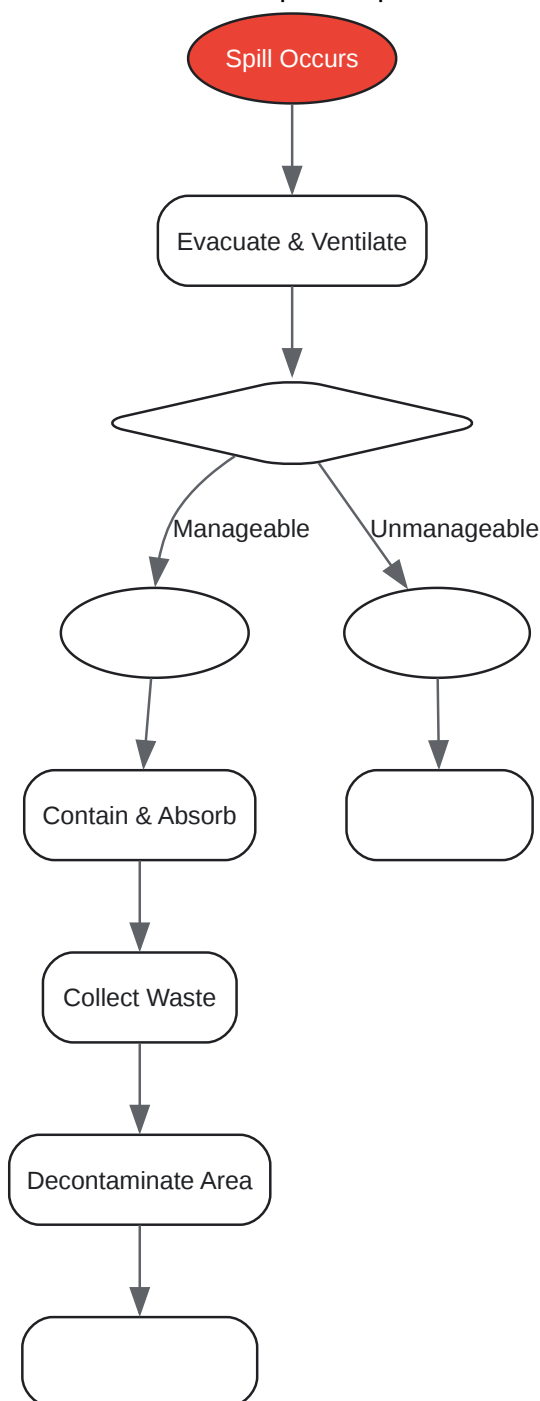 Spill Occurs
Evacuate & Ventilate
Manageable
Unmanageable
Contain & Absorb
Collect Waste
Decontaminate Area